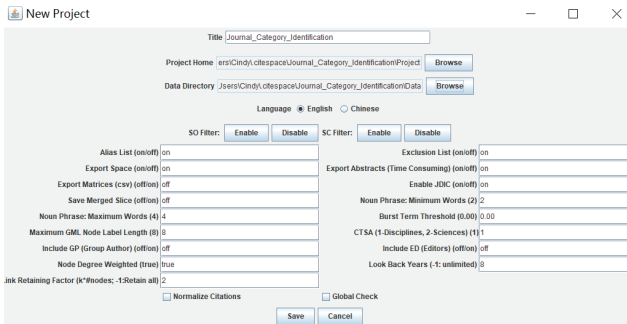 New Project
Title Journal_Category_Identification
Project Home ers\Cindy\.citespace\Journal_Category_Identification\Project Browse
Data Directory Jsers\Cindy\.citespace\Journal_Category_Identification\Data Browse
Language English Chinese
SO Filter: Enable Disable SC Filter: Enable Disable
Alias List (on/off) on Exclusion List (on/off) on
Export Space (on/off) on Export Abstracts (Time Consuming) (on/off) on
Export Matrices (csv) (off/on) off Enable JDIC (on/off) on
Save Merged Slice (off/on) off Noun Phrase: Minimum Words (2) 2
Noun Phrase: Maximum Words (4) 4 Burst Term Threshold (0.00) 0.00
Maximum GML Node Label Length (8) 8 CTSA (1-Disciplines, 2-Sciences) (1) 1
Include GP (Group Author) (off/on) off Include ED (Editors) (off/on) off
Node Degree Weighted (true) true Look Back Years (-1: unlimited) 8
ink Retaining Factor (k*#nodes; -1:Retain all) 2
Normalize Citations Global Check
Save Cancel